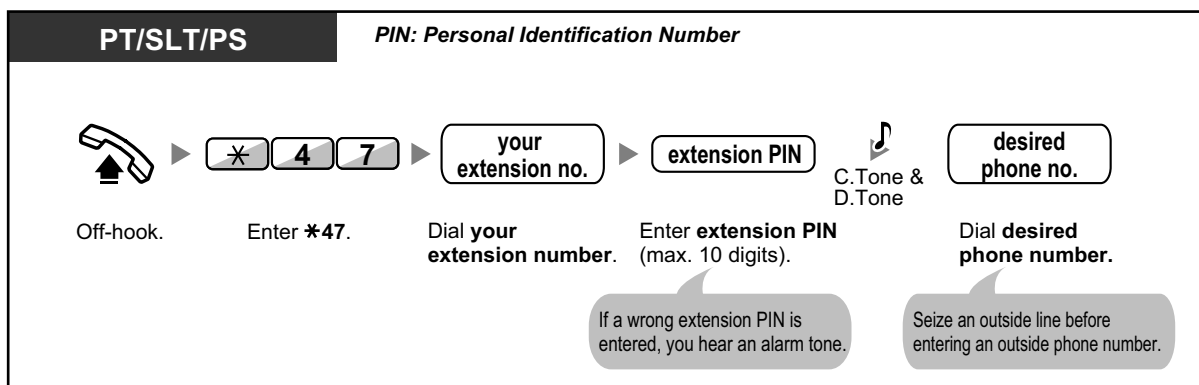 PT/SLT/PS
PIN: Personal Identification Number
* 4 7
your
extension no.
extension PIN
C.Tone &
D.Tone
desired
phone no.
Off-hook.
Enter *47.
Dial your
extension number.
Enter extension PIN
(max. 10 digits).
Dial desired
phone number.
If a wrong extension PIN is
entered, you hear an alarm tone.
Seize an outside line before
entering an outside phone number.